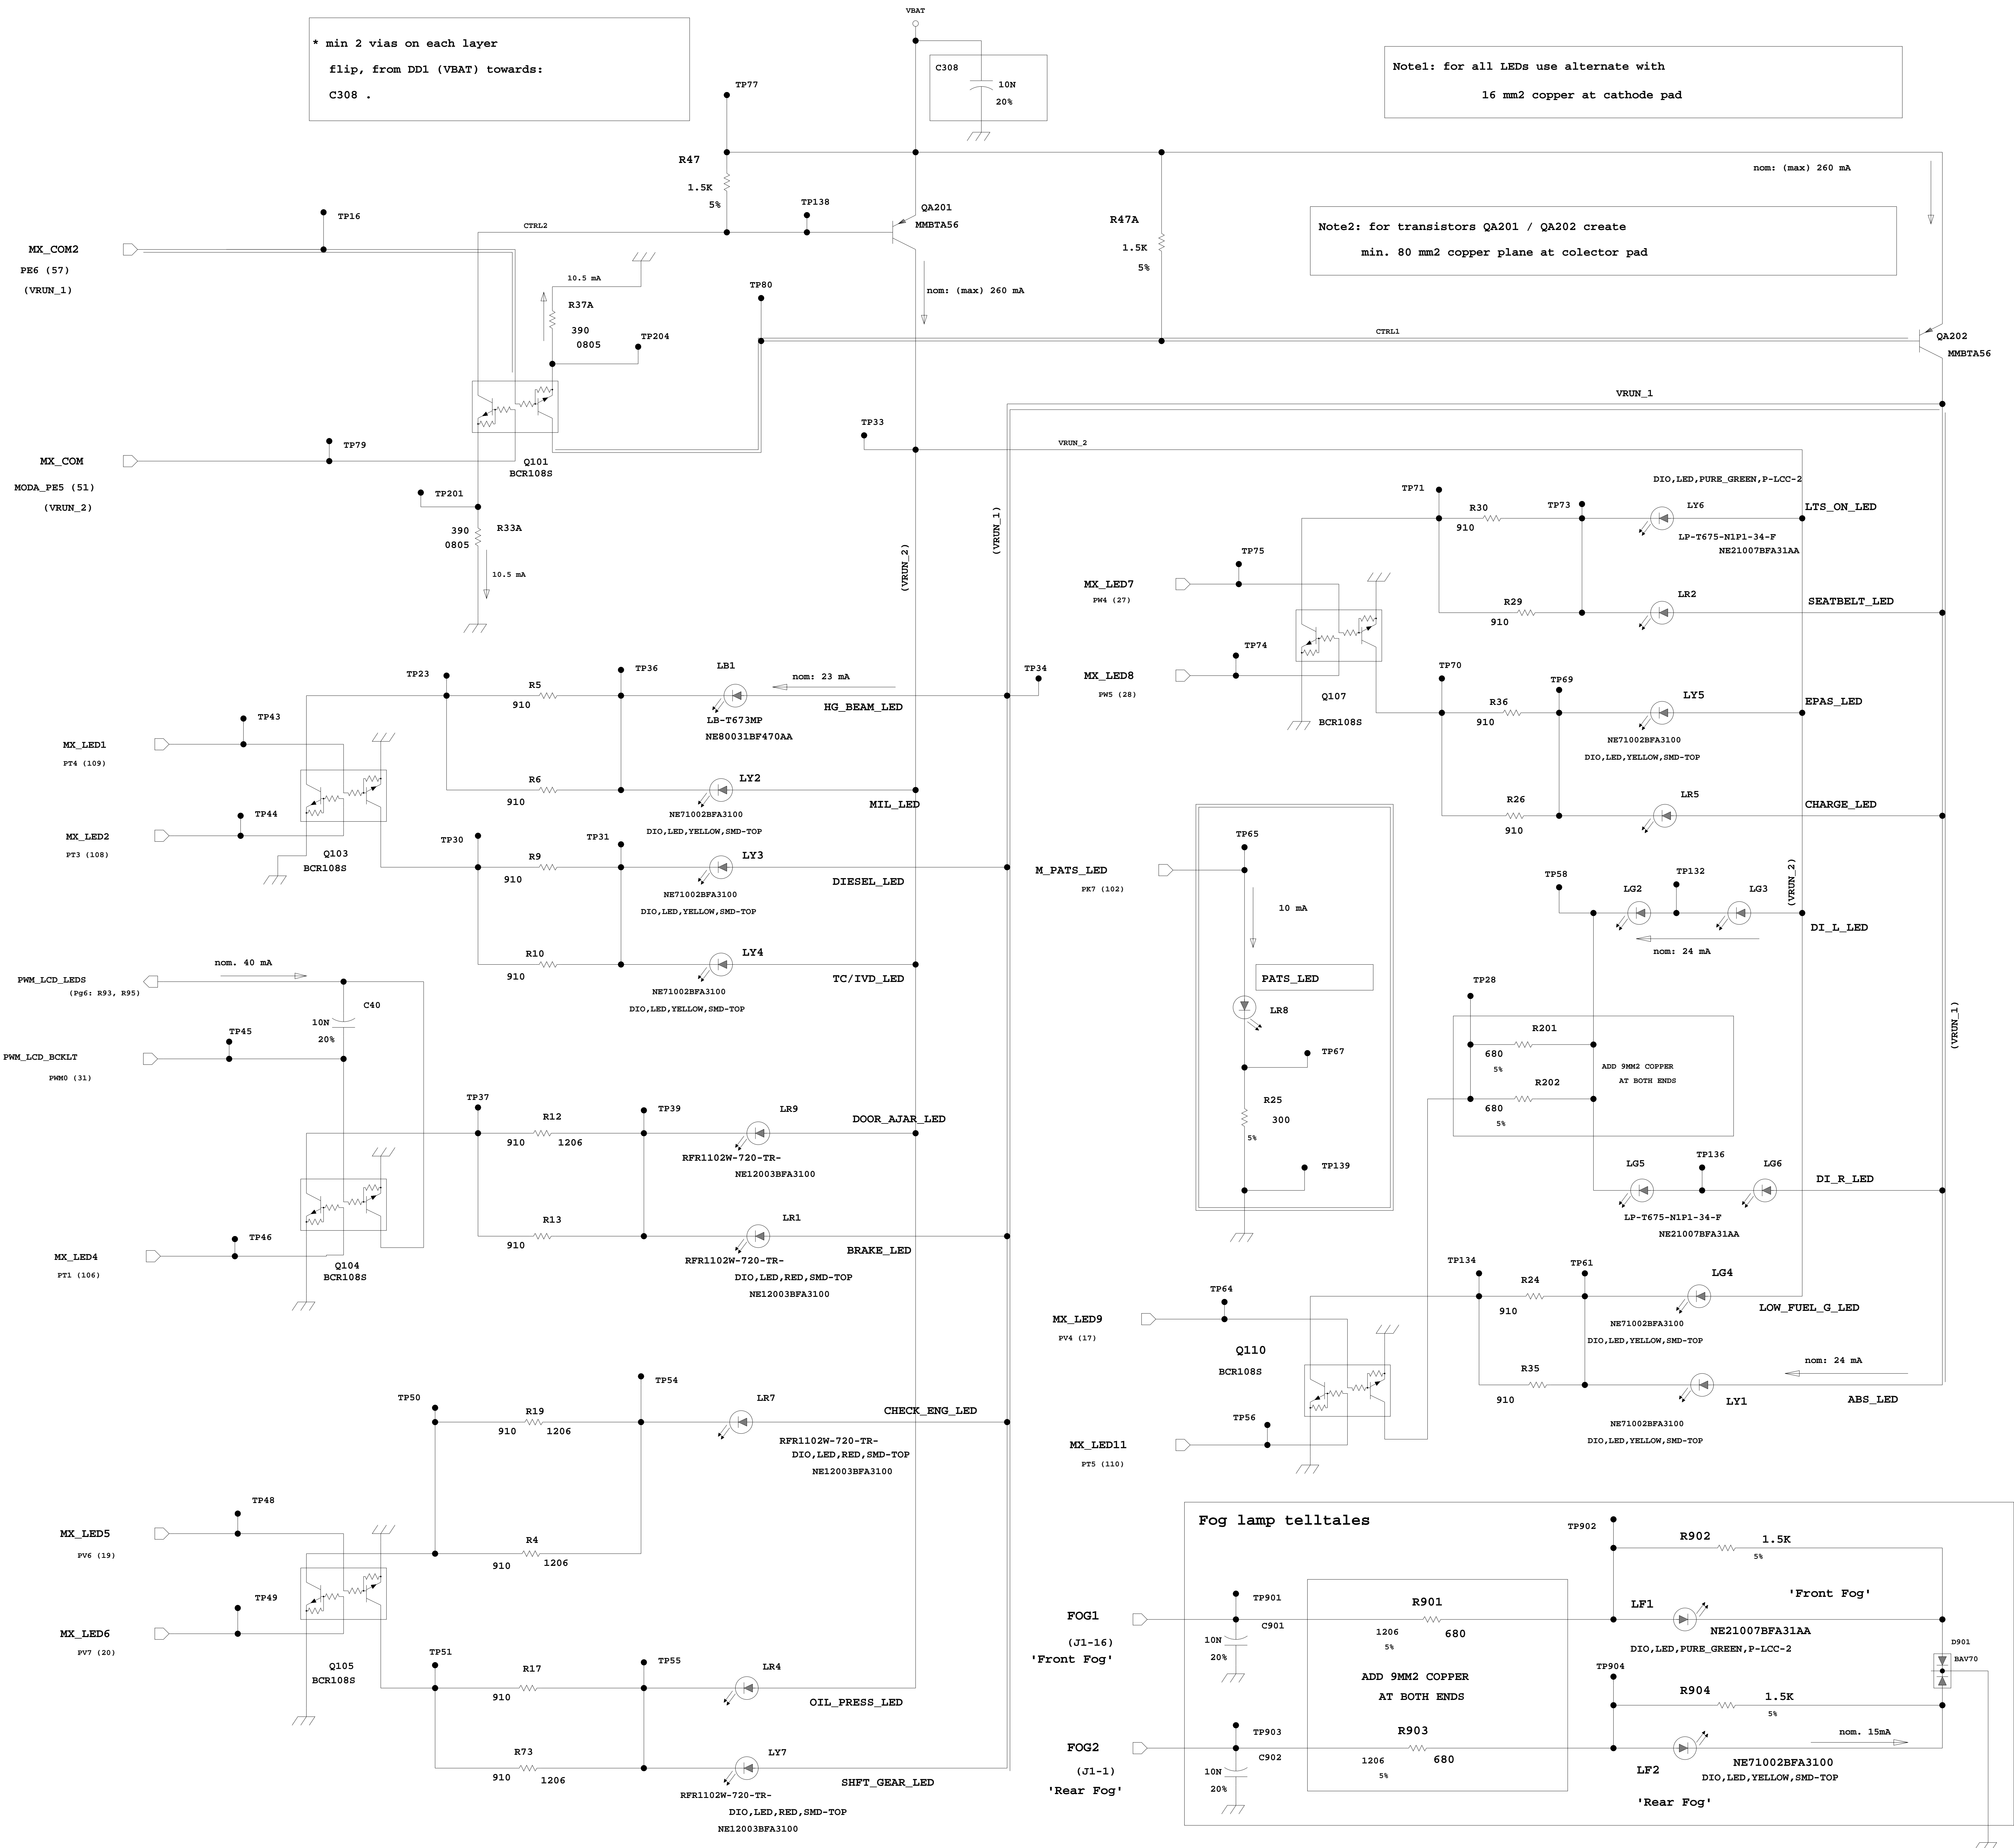 VBAT
* min 2 vias on each layer
flip, from DD1 (VBAT) towards:
C308 .
C308
10N
20%
Note1: for all LEDs use alternate with
16 mm2 copper at cathode pad
TP77
R47
1.5K
5%
TP138
QA201
MMBTA56
nom: (max) 260 mA
R47A
1.5K
5%
nom: (max) 260 mA
Note2: for transistors QA201 / QA202 create
min. 80 mm2 copper plane at colector pad
TP16
CTRL2
MX_COM2
PE6 (57)
(VRUN_1)
10.5 mA
R37A
390
0805
TP204
TP80
CTRL1
QA202
MMBTA56
VRUN_1
TP33
VRUN_2
TP79
MX_COM
MODA_PE5 (51)
(VRUN_2)
Q101
BCR108S
TP201
390
0805
R33A
10.5 mA
(VRUN_2)
(VRUN_1)
TP71
R30
910
TP73
DIO,LED,PURE_GREEN,P-LCC-2
LY6
LTS_ON_LED
LP-T675-N1P1-34-F
NE21007BFA31AA
TP75
MX_LED7
PW4 (27)
R29
910
LR2
SEATBELT_LED
TP74
MX_LED8
PW5 (28)
Q107
BCR108S
TP70
R36
910
TP69
LY5
EPAS_LED
NE71002BFA3100
DIO,LED,YELLOW,SMD-TOP
R26
910
LR5
CHARGE_LED
TP23
R5
910
TP36
LB1
nom: 23 mA
TP34
HG_BEAM_LED
LB-T673MP
NE80031BF470AA
TP43
MX_LED1
PT4 (109)
R6
910
LY2
MIL_LED
NE71002BFA3100
DIO,LED,YELLOW,SMD-TOP
TP44
MX_LED2
PT3 (108)
Q103
BCR108S
TP30
R9
910
TP31
LY3
DIESEL_LED
NE71002BFA3100
DIO,LED,YELLOW,SMD-TOP
R10
910
LY4
TC/IVD_LED
NE71002BFA3100
DIO,LED,YELLOW,SMD-TOP
M_PATS_LED
PK7 (102)
TP65
10 mA
PATS_LED
LR8
TP67
R25
300
5%
TP139
TP58
LG2
TP132
LG3
(VRUN_2)
DI_L_LED
nom: 24 mA
TP28
R201
680
5%
R202
680
5%
ADD 9MM2 COPPER
AT BOTH ENDS
(VRUN_1)
LG5
TP136
LG6
DI_R_LED
LP-T675-N1P1-34-F
NE21007BFA31AA
nom. 40 mA
PWM_LCD_LEDS
(Pg6: R93, R95)
C40
10N
20%
TP45
PWM_LCD_BCKLT
PWM0 (31)
TP37
R12
910
1206
TP39
LR9
DOOR_AJAR_LED
RFR1102W-720-TR-
NE12003BFA3100
R13
910
LR1
BRAKE_LED
RFR1102W-720-TR-
DIO,LED,RED,SMD-TOP
NE12003BFA3100
TP46
MX_LED4
PT1 (106)
Q104
BCR108S
TP134
R24
910
TP61
LG4
LOW_FUEL_G_LED
NE71002BFA3100
DIO,LED,YELLOW,SMD-TOP
TP64
MX_LED9
PV4 (17)
Q110
BCR108S
R35
910
nom: 24 mA
LY1
ABS_LED
NE71002BFA3100
DIO,LED,YELLOW,SMD-TOP
TP56
MX_LED11
PT5 (110)
TP50
R19
910
1206
TP54
LR7
CHECK_ENG_LED
RFR1102W-720-TR-
DIO,LED,RED,SMD-TOP
NE12003BFA3100
TP48
MX_LED5
PV6 (19)
R4
910
1206
TP49
MX_LED6
PV7 (20)
Q105
BCR108S
TP51
R17
910
TP55
LR4
OIL_PRESS_LED
R73
910
1206
LY7
SHFT_GEAR_LED
RFR1102W-720-TR-
DIO,LED,RED,SMD-TOP
NE12003BFA3100
Fog lamp telltales
TP902
R902
1.5K
5%
'Front Fog'
FOG1
(J1-16)
'Front Fog'
TP901
C901
10N
20%
R901
1206
5%
680
ADD 9MM2 COPPER
AT BOTH ENDS
LF1
NE21007BFA31AA
DIO,LED,PURE_GREEN,P-LCC-2
D901
BAV70
TP904
R904
1.5K
5%
FOG2
(J1-1)
'Rear Fog'
TP903
C902
10N
20%
R903
1206
5%
680
nom. 15mA
LF2
NE71002BFA3100
DIO,LED,YELLOW,SMD-TOP
'Rear Fog'